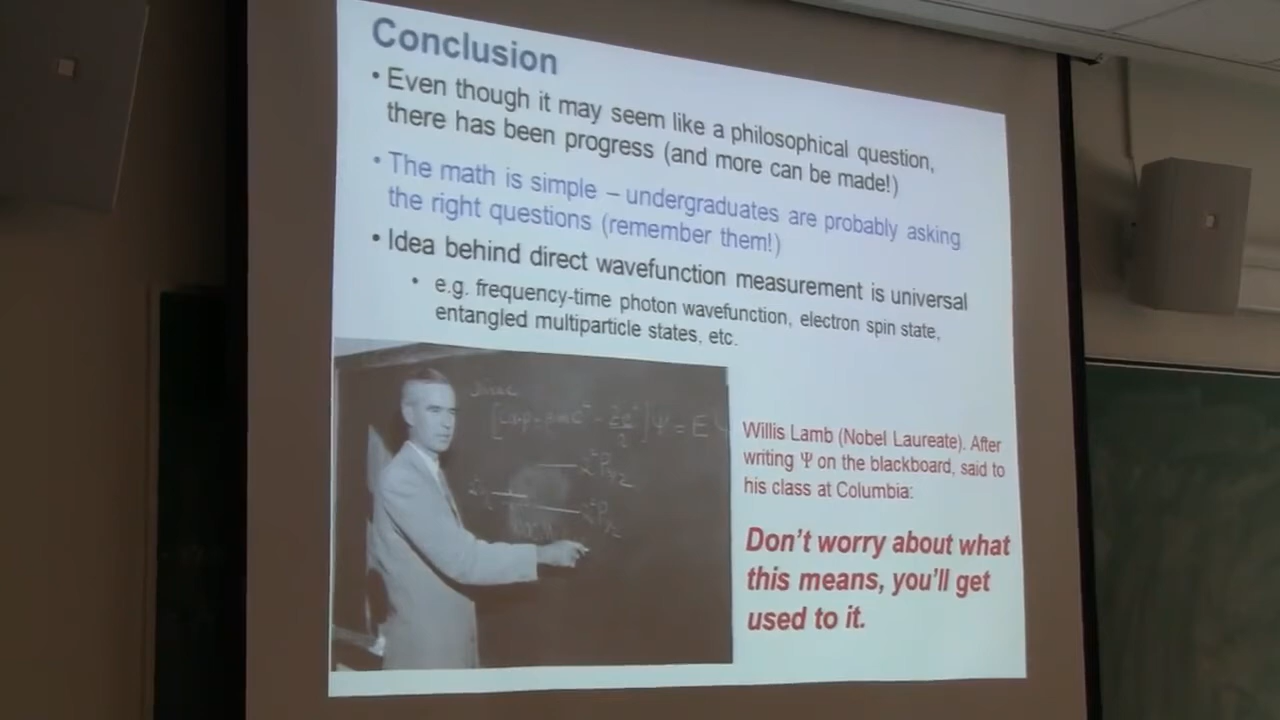 Conclusion
• Even though it may seem like a philosophical question,
there has been progress (and more can be made!)
• The math is simple – undergraduates are probably asking
the right questions (remember them!)
• Idea behind direct wavefunction measurement is universal
• e.g. frequency-time photon wavefunction, electron spin state,
entangled multiparticle states, etc.
Dirac
Ψ = E
Willis Lamb (Nobel Laureate). After
writing Ψ on the blackboard, said to
his class at Columbia:
Don't worry about what
this means, you'll get
used to it.